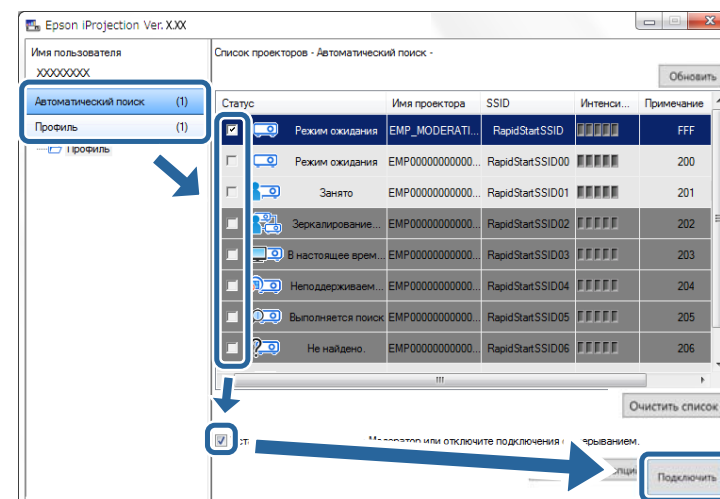 Epson iProjection Ver. X.XX
Имя пользователя
XXXXXXXX
Автоматический поиск (1)
Профиль (1)
Профиль
Список проекторов - Автоматический поиск -
Обновить
Статус Имя проектора SSID Интенси... Примечание
Режим ожидания EMP_MODERATI... RapidStartSSID FFF
Режим ожидания EMP00000000000... RapidStartSSID00 200
Занято EMP00000000000... RapidStartSSID01 201
Зеркалирование... EMP00000000000... RapidStartSSID02 202
В настоящее врем... EMP00000000000... RapidStartSSID03 203
Неподдерживаем... EMP00000000000... RapidStartSSID04 204
Выполняется поиск EMP00000000000... RapidStartSSID05 205
Не найдено. EMP00000000000... RapidStartSSID06 206
Очистить список
или отключите подключения
Подключить